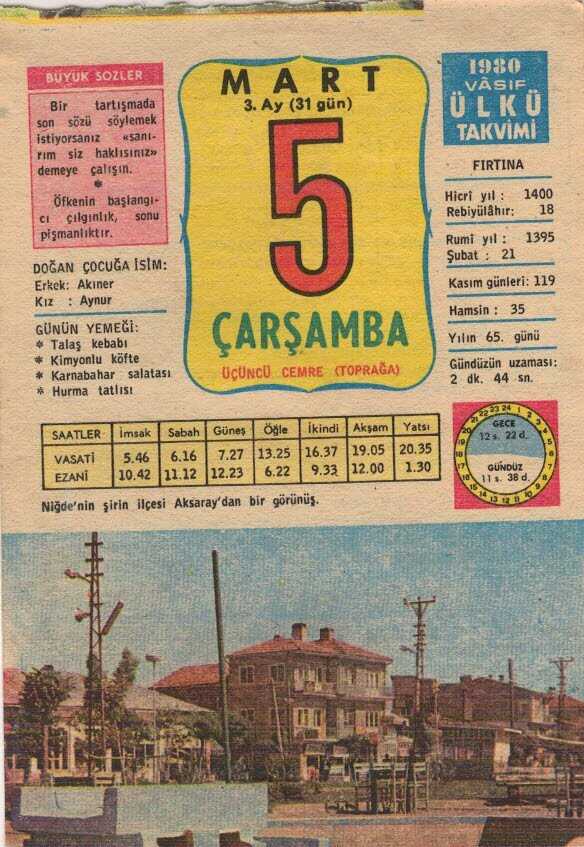 BÜYÜK SÖZLER
Bir tartışmada
son sözü söylemek
istiyorsanız «sanı-
rım siz haklısınız»
demeye çalışın.
*
Öfkenin başlangı-
cı çılgınlık, sonu
pişmanlıktır.
DOĞAN ÇOCUĞA İSİM:
Erkek: Akıner
Kız : Aynur
GÜNÜN YEMEĞİ:
* Talaş kebabı
* Kimyonlu köfte
* Karnabahar salatası
* Hurma tatlısı
MART
3. Ay (31 gün)
5
ÇARŞAMBA
ÜÇÜNCÜ CEMRE (TOPRAĞA)
1980
VÂSIF
ÜLKÜ
TAKVİMİ
FIRTINA
Hicrî yıl : 1400
Rebiyülâhır: 18
Rumî yıl : 1395
Şubat : 21
Kasım günleri: 119
Hamsin : 35
Yılın 65. günü
Gündüzün uzaması:
2 dk. 44 sn.
SAATLER İmsak Sabah Güneş Öğle İkindi Akşam Yatsı
VASATİ 5.46 6.16 7.27 13.25 16.37 19.05 20.35
EZANİ 10.42 11.12 12.23 6.22 9.33 12.00 1.30
GECE
12 s. 22 d.
GÜNDÜZ
11 s. 38 d.
Niğde'nin şirin ilçesi Aksaray'dan bir görünüş.